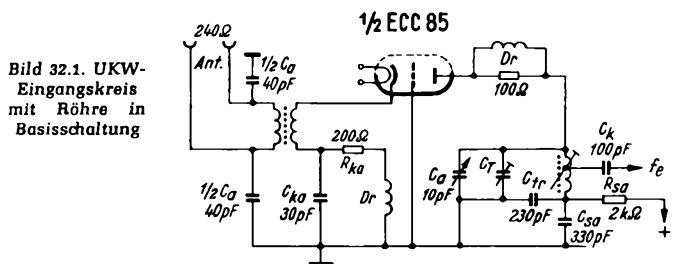 Bild 32.1. UKW-
Eingangskreis
mit Röhre in
Basisschaltung
240Ω
Ant.
½ Ca
40pF
½ ECC 85
Dr
100Ω
200Ω
Rka
Dr
½ Ca
40pF
Cka
30pF
Ca
10pF
CT
Ctr
230pF
Ck
100pF
fe
Rsa
2kΩ
Csa
330pF
+